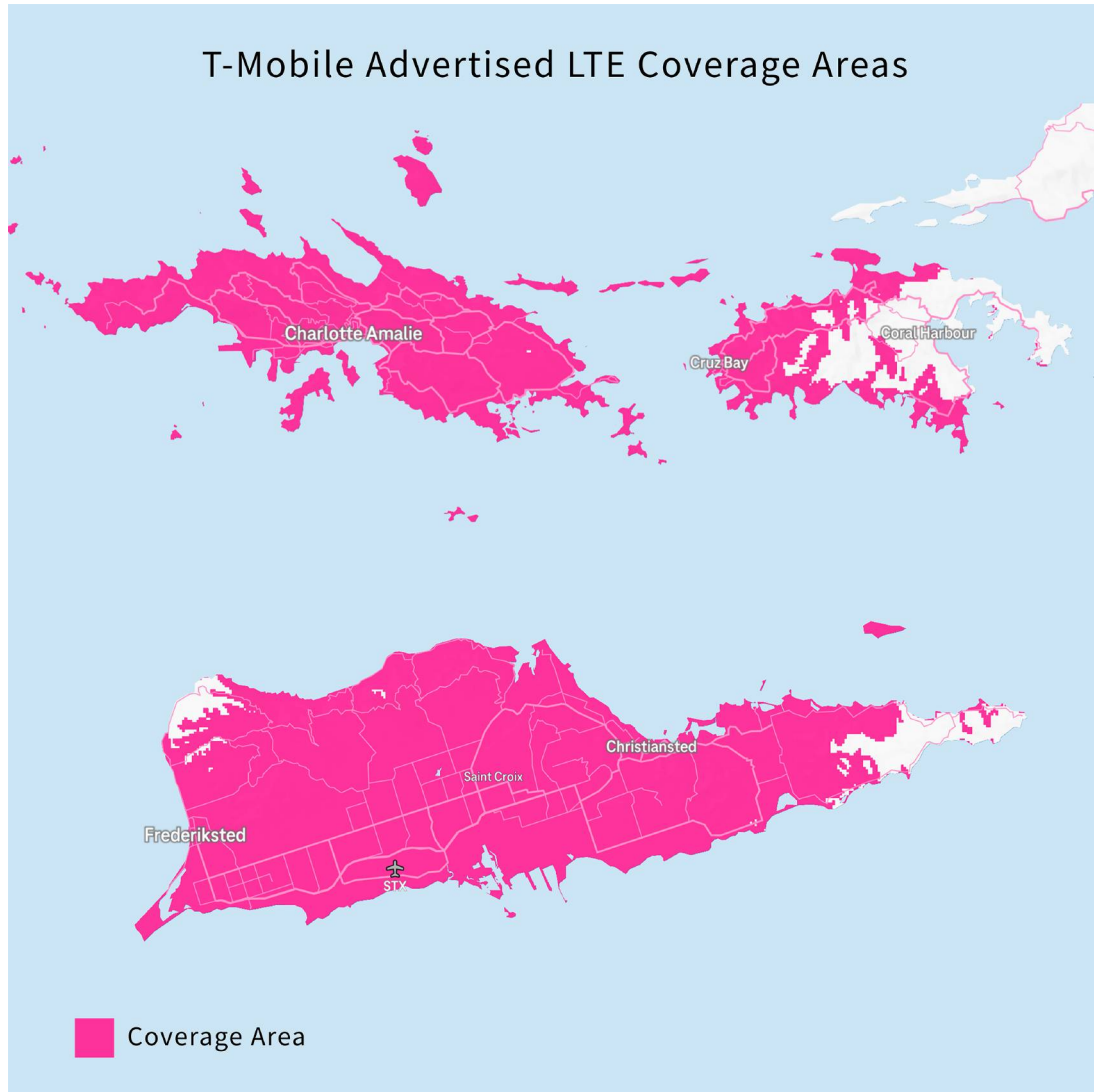 T-Mobile Advertised LTE Coverage Areas
Charlotte Amalie
Coral Harbour
Cruz Bay
Christiansted
Saint Croix
Frederiksted
STX
Coverage Area